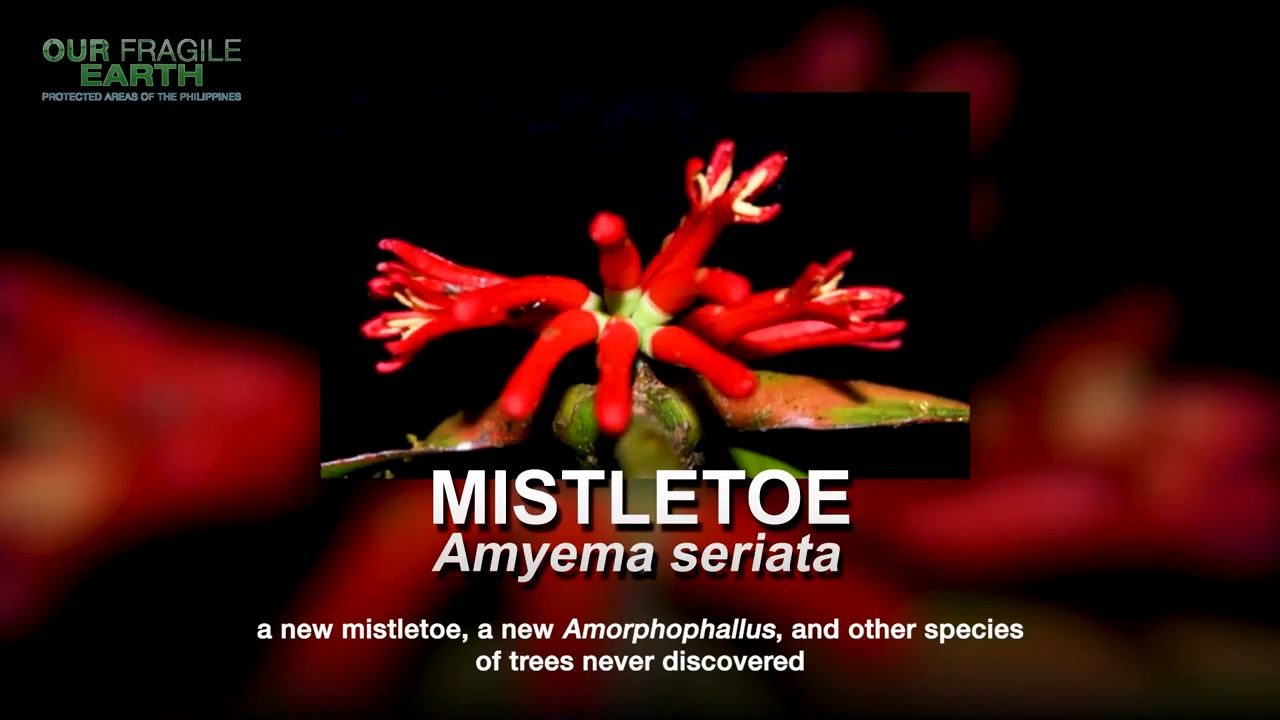 OUR FRAGILE
EARTH
PROTECTED AREAS OF THE PHILIPPINES
MISTLETOE
Amyema seriata
a new mistletoe, a new Amorphophallus, and other species
of trees never discovered